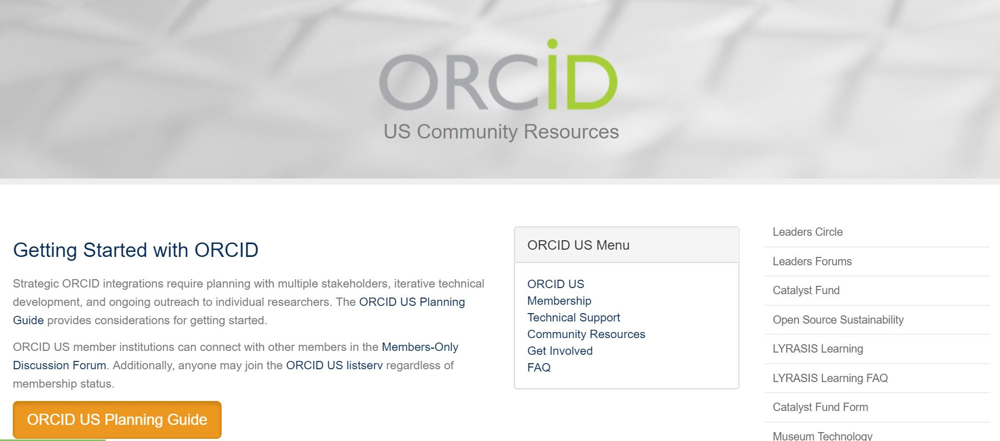 ORCiD
US Community Resources
Getting Started with ORCID
Strategic ORCID integrations require planning with multiple stakeholders, iterative technical
development, and ongoing outreach to individual researchers. The ORCID US Planning
Guide provides considerations for getting started.
ORCID US member institutions can connect with other members in the Members-Only
Discussion Forum. Additionally, anyone may join the ORCID US listserv regardless of
membership status.
ORCID US Planning Guide
ORCID US Menu
ORCID US
Membership
Technical Support
Community Resources
Get Involved
FAQ
Leaders Circle
Leaders Forums
Catalyst Fund
Open Source Sustainability
LYRASIS Learning
LYRASIS Learning FAQ
Catalyst Fund Form
Museum Technology